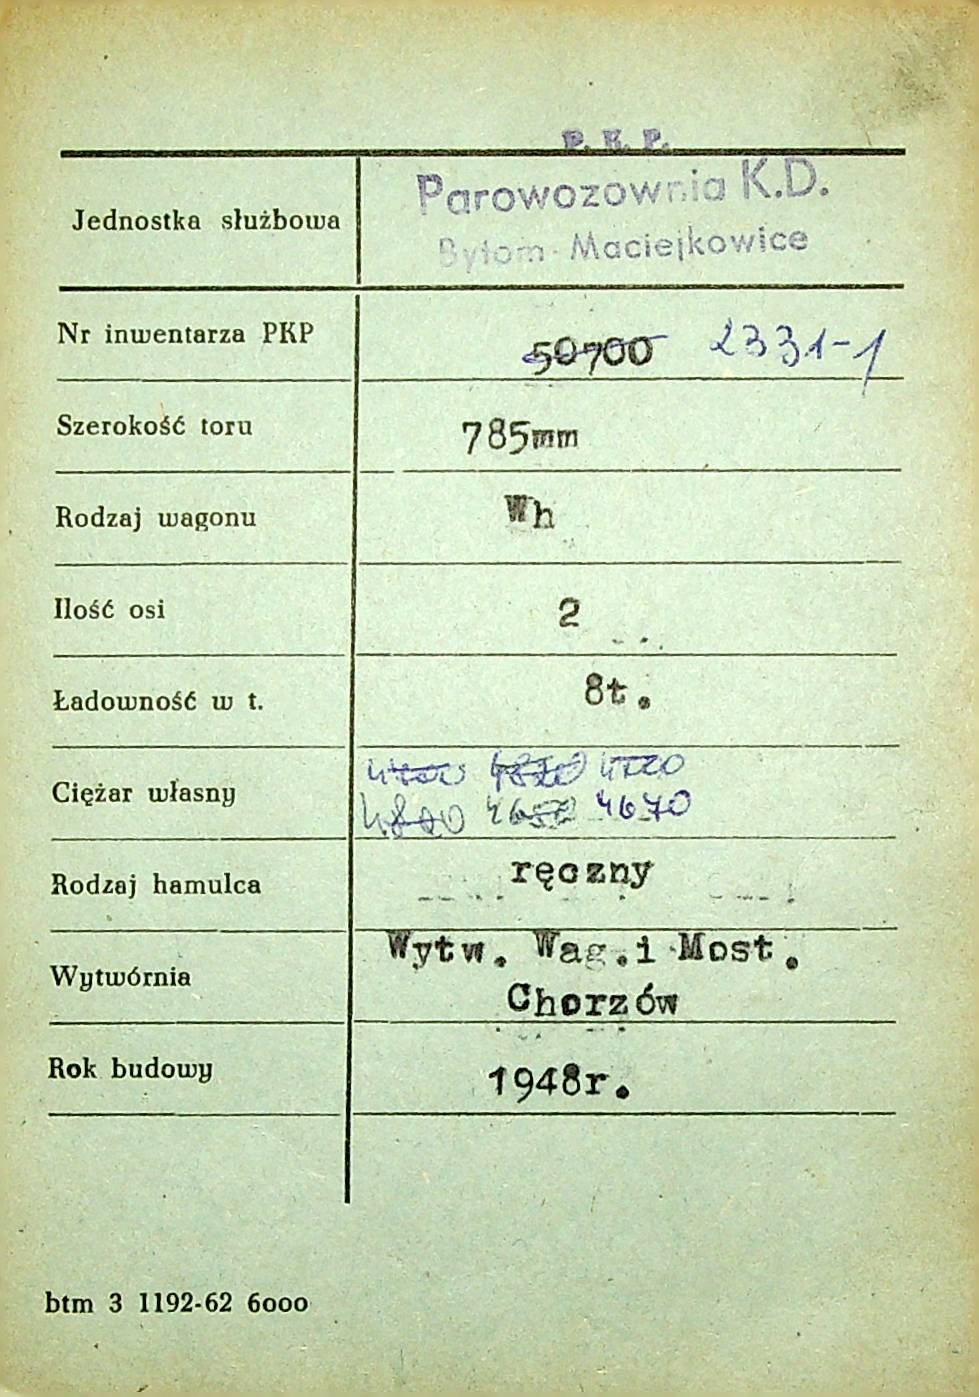 P. K. P.
Parowozownia K.D.
Jednostka służbowa
Bytom - Maciejkowice
Nr inwentarza PKP 50700 2331-1
Szerokość toru 785mm
Rodzaj wagonu Wh
Ilość osi 2
Ładowność w t. 8t.
Ciężar własny
4670
Rodzaj hamulca ręczny
Wytw. Wag. i Most.
Wytwórnia
Chorzów
Rok budowy 1948r.
btm 3 1192-62 6000